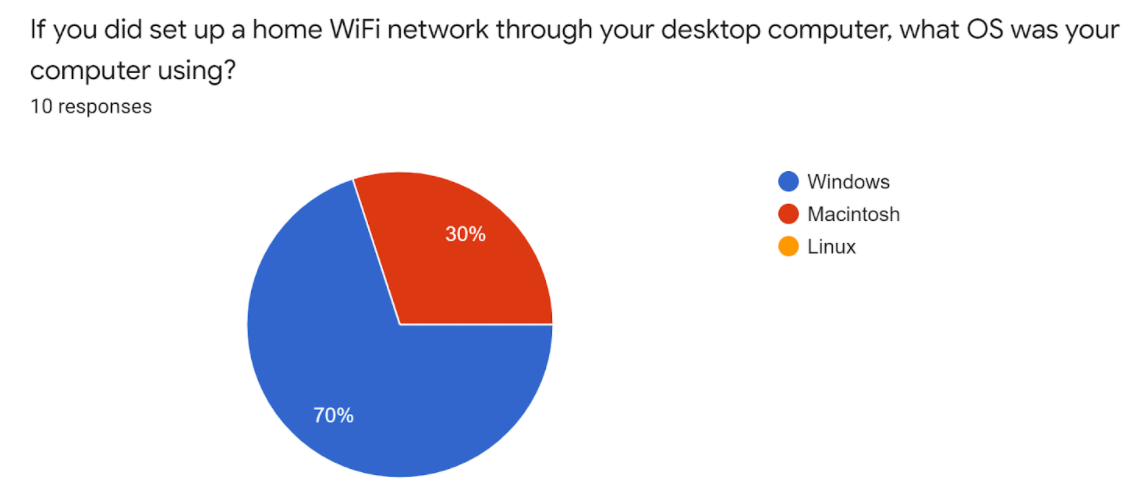 If you did set up a home WiFi network through your desktop computer, what OS was your
computer using?
10 responses
Windows
Macintosh
Linux
30%
70%